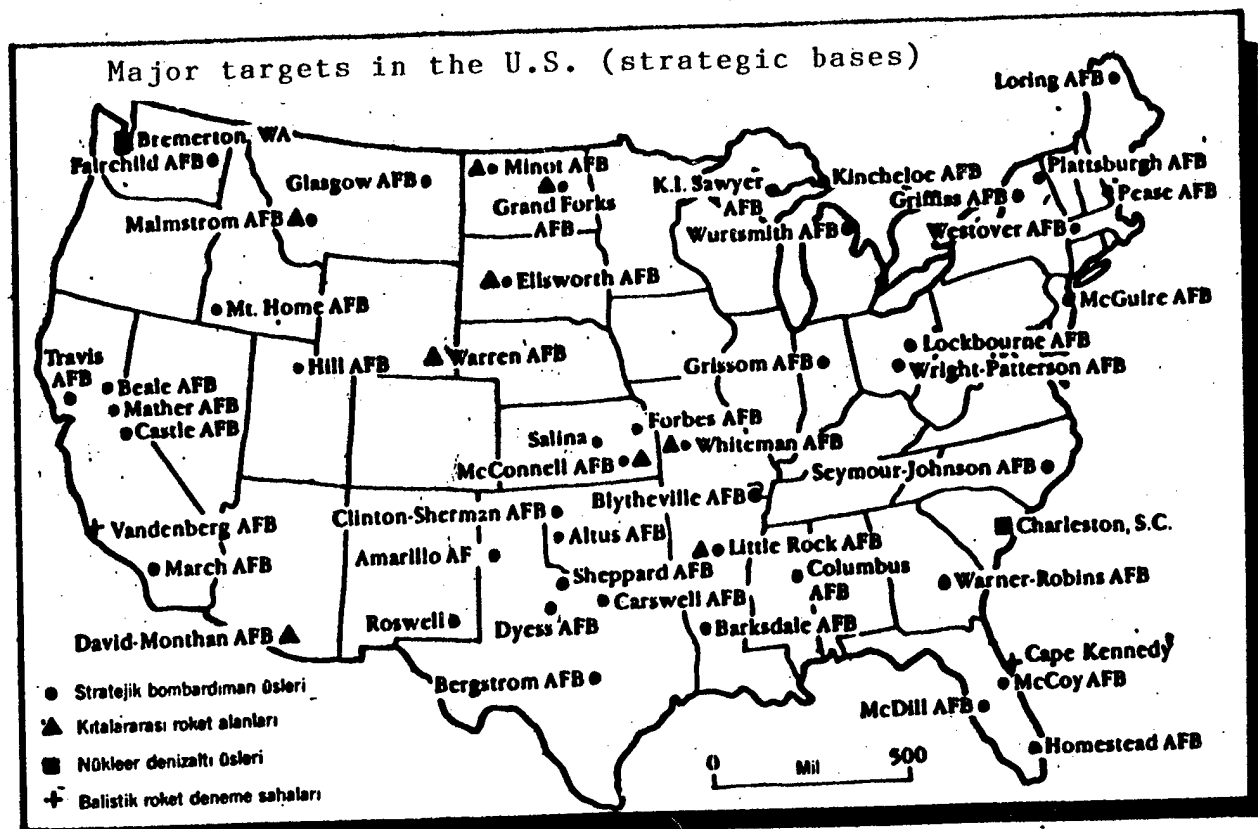 Major targets in the U.S. (strategic bases)
Loring AFB
Bremerton, WA
Fairchild AFB
Glasgow AFB
Minot AFB
Malmstrom AFB
Grand Forks
AFB
K.I. Sawyer
AFB
Kincheloe AFB
Plattsburgh AFB
Griffiss AFB
Pease AFB
Wurtsmith AFB
Westover AFB
Ellsworth AFB
Mt. Home AFB
McGuire AFB
Travis
AFB
Hill AFB
Warren AFB
Grissom AFB
Lockbourne AFB
Wright-Patterson AFB
Beale AFB
Mather AFB
Castle AFB
Forbes AFB
Salina
Whiteman AFB
McConnell AFB
Seymour-Johnson AFB
Blytheville AFB
Vandenberg AFB
Clinton-Sherman AFB
Charleston, S.C.
Altus AFB
Amarillo AF
Little Rock AFB
March AFB
Sheppard AFB
Columbus
AFB
Warner-Robins AFB
Carswell AFB
David-Monthan AFB
Roswell
Dyess AFB
Barksdale AFB
Cape Kennedy
Bergstrom AFB
McCoy AFB
McDill AFB
Homestead AFB
Stratejik bombardıman üsleri
Kıtalararası roket alanları
Nükleer denizaltı üsleri
Balistik roket deneme sahaları
0 Mil 500